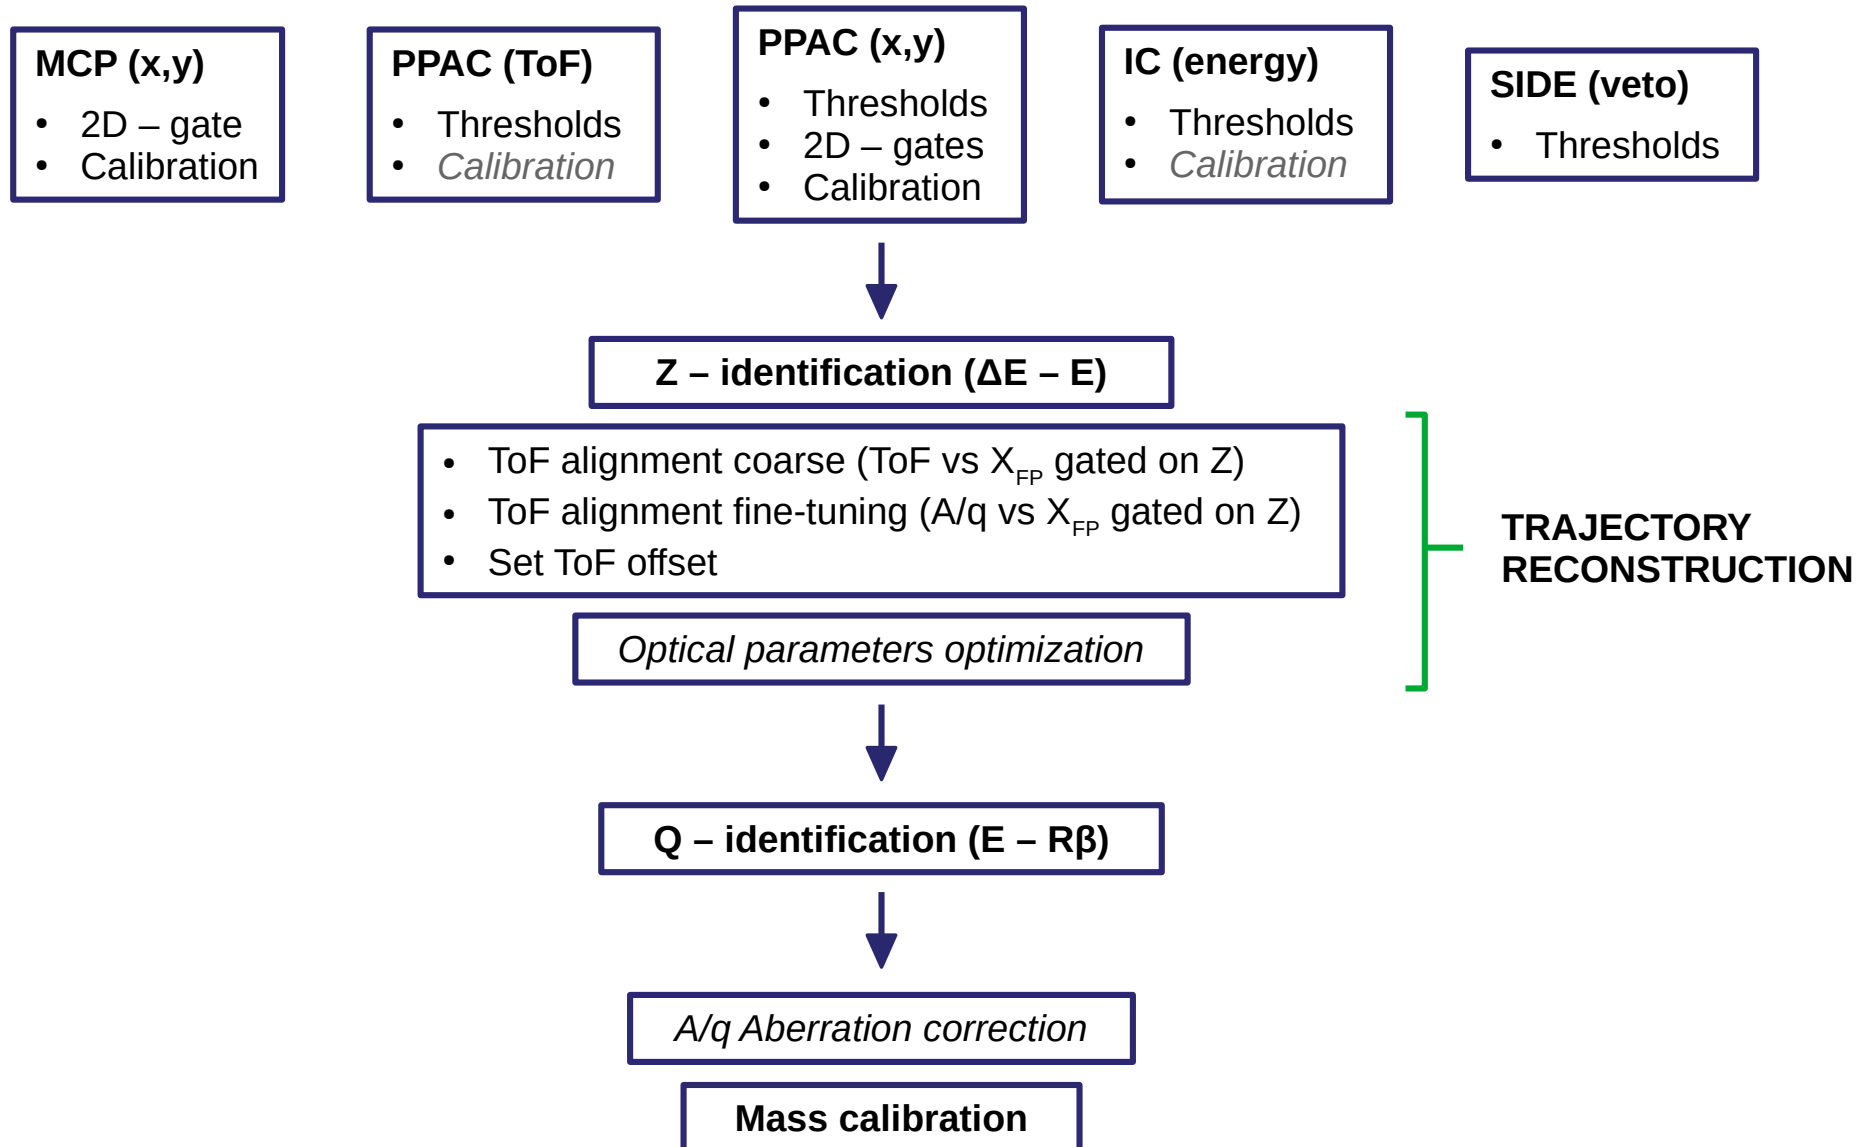 MCP (x,y)
• 2D – gate
• Calibration
PPAC (ToF)
• Thresholds
• Calibration
PPAC (x,y)
• Thresholds
• 2D – gates
• Calibration
IC (energy)
• Thresholds
• Calibration
SIDE (veto)
• Thresholds
Z – identification (ΔE – E)
• ToF alignment coarse (ToF vs X_FP gated on Z)
• ToF alignment fine-tuning (A/q vs X_FP gated on Z)
• Set ToF offset
Optical parameters optimization
TRAJECTORY
RECONSTRUCTION
Q – identification (E – Rβ)
A/q Aberration correction
Mass calibration